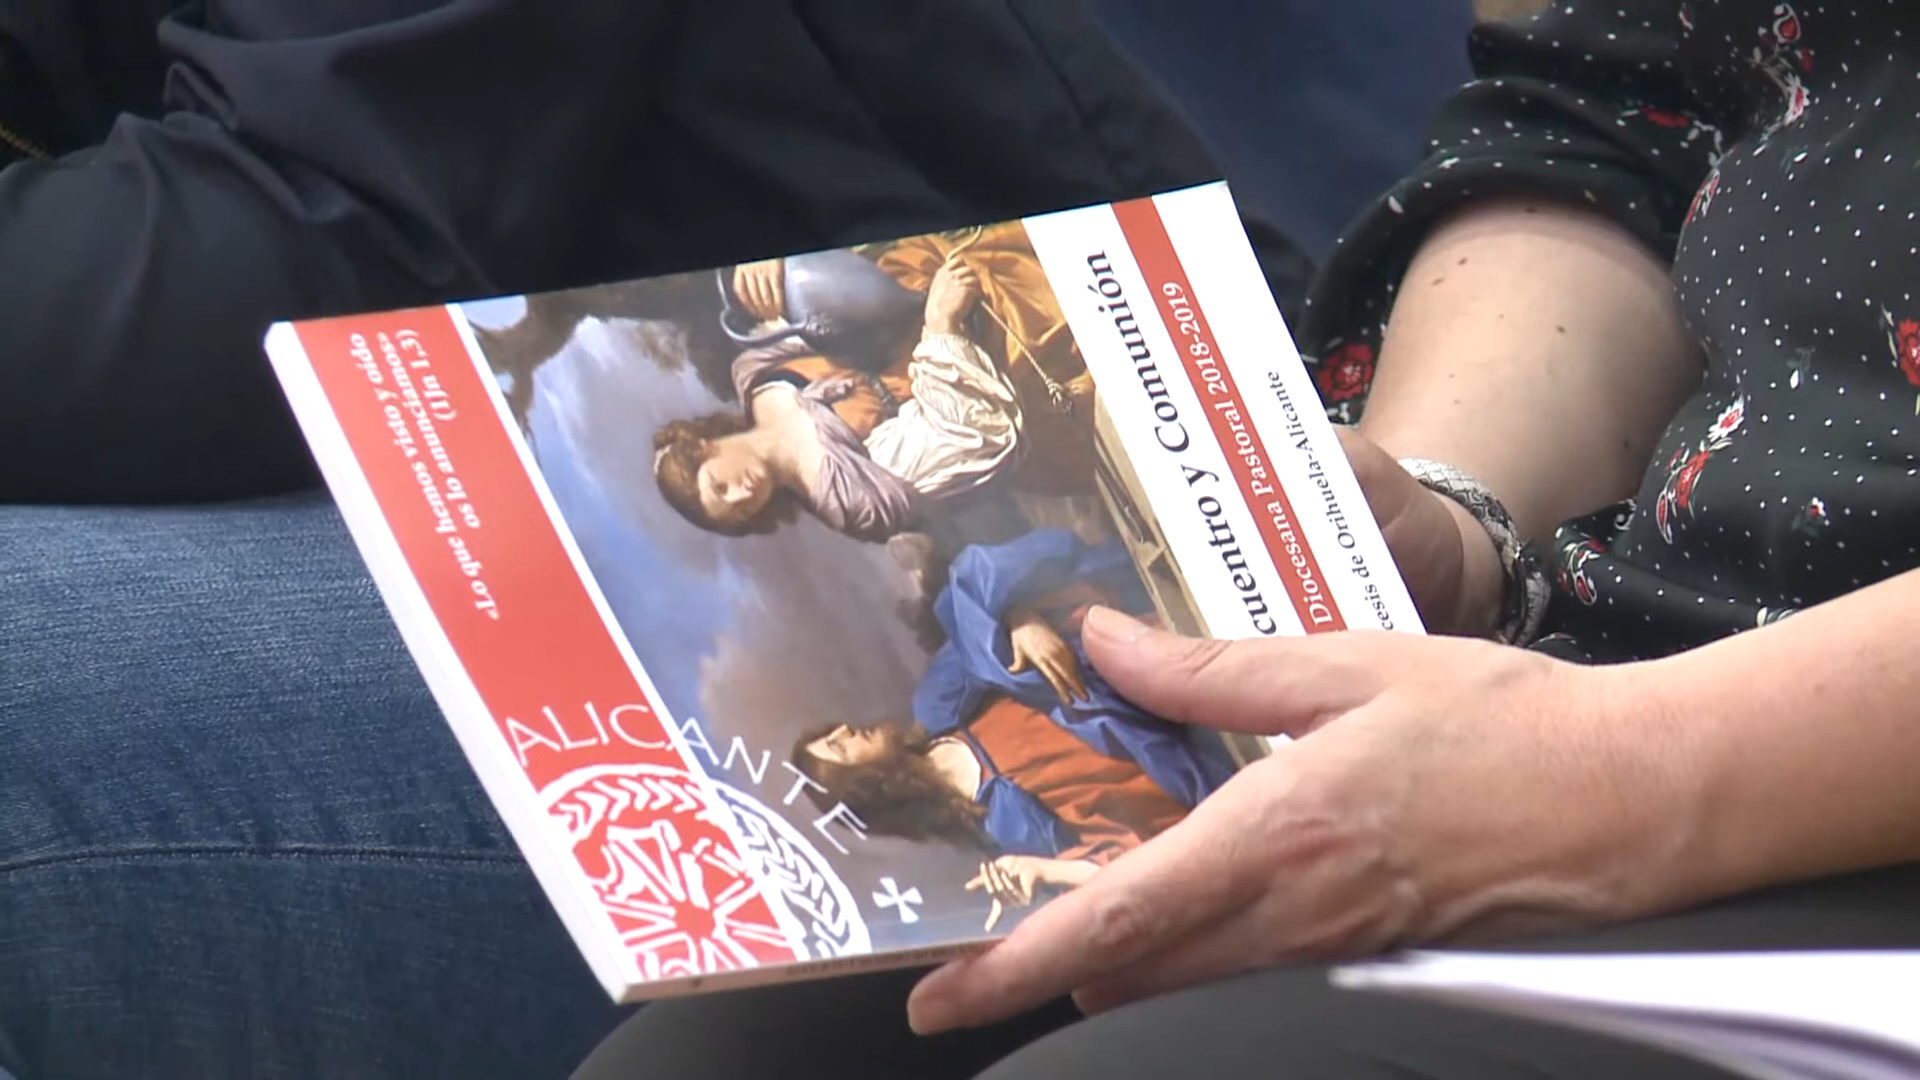 «Lo que hemos visto y oído
os lo anunciamos»
(1Jn 1,3)
ALICANTE
cuentro y Comunión
Diocesana Pastoral 2018-2019
cesis de Orihuela-Alicante